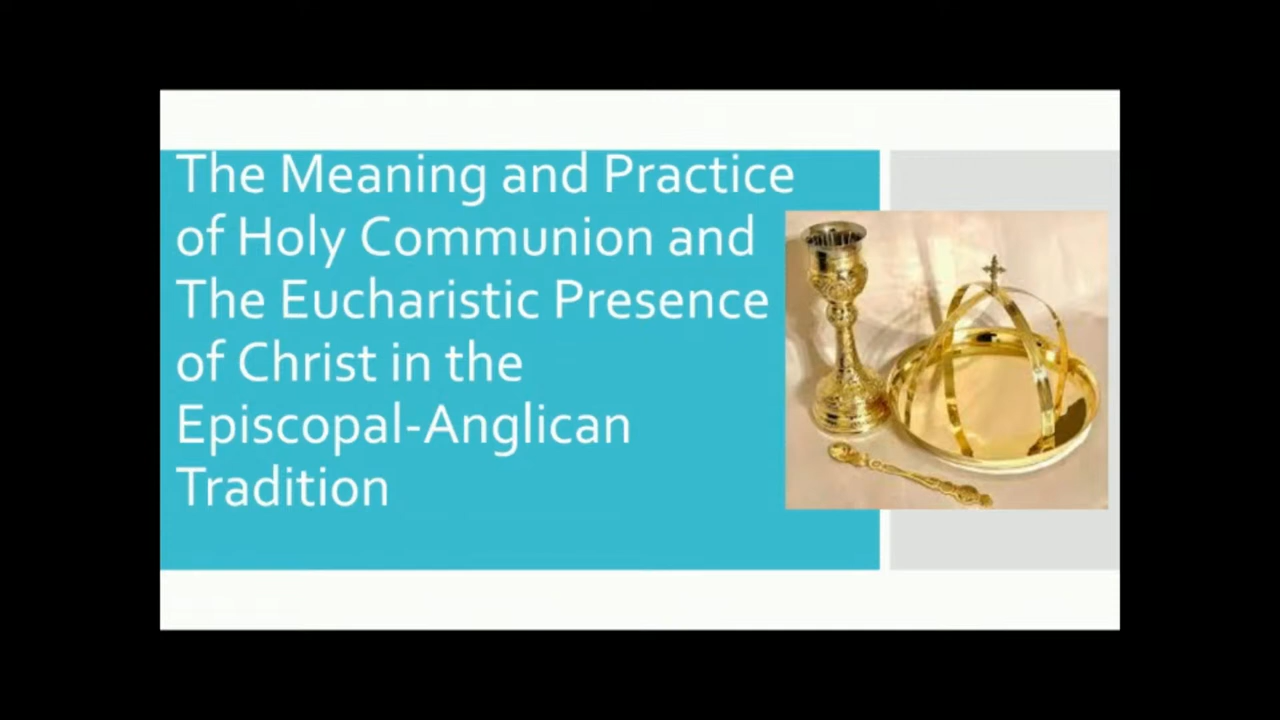 The Meaning and Practice
of Holy Communion and
The Eucharistic Presence
of Christ in the
Episcopal-Anglican
Tradition